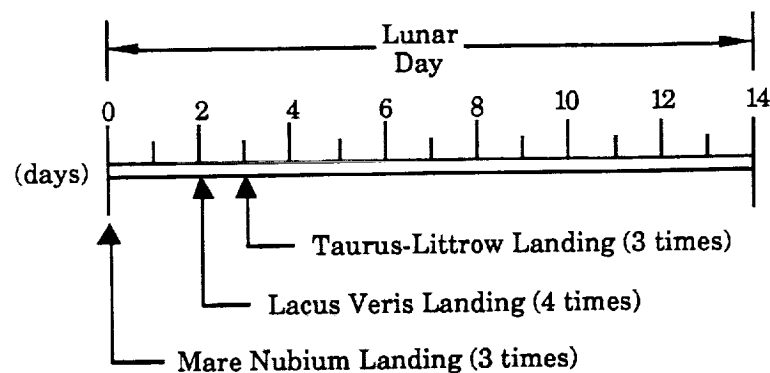 Lunar
Day
0 2 4 6 8 10 12 14
(days)
Taurus-Littrow Landing (3 times)
Lacus Veris Landing (4 times)
Mare Nubium Landing (3 times)